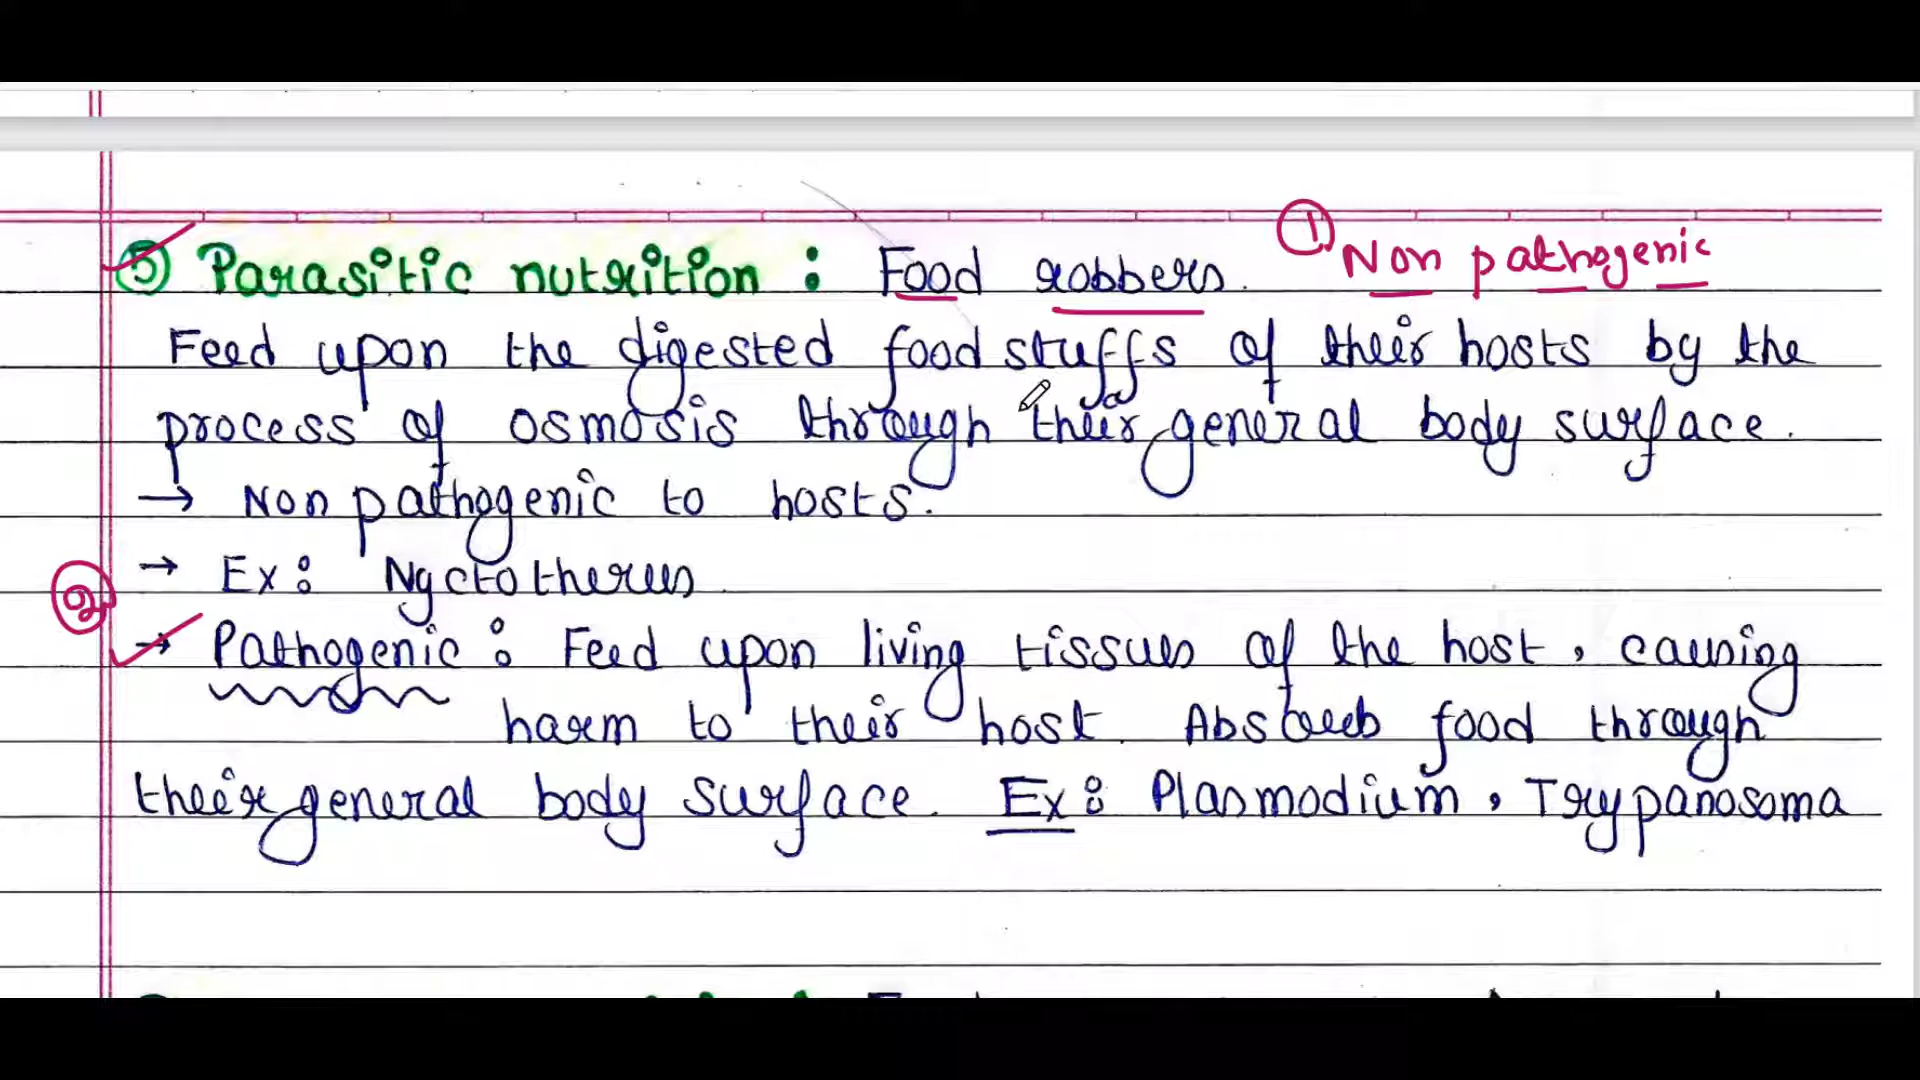 ① Non pathogenic
⑤ Parasitic nutrition : Food robbers.
Feed upon the digested food stuffs of their hosts by the
process of osmosis through their general body surface.
→ Non pathogenic to hosts.
→ Ex: Nyctotherus
② → Pathogenic : Feed upon living tissues of the host, causing
harm to their host. Absorb food through
their general body surface. Ex: Plasmodium, Trypanosoma